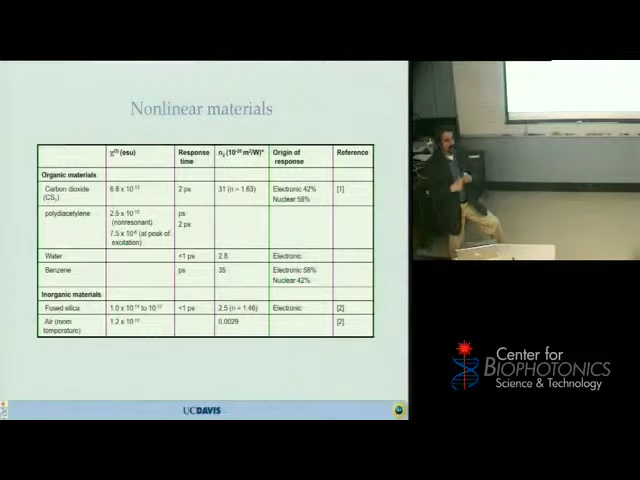 Nonlinear materials
χ(3) (esu) Response time n2 (10-20 m2/W)* Origin of response Reference
Organic materials
Carbon dioxide (CS2) 6.8 x 10-13 2 ps 31 (n = 1.63) Electronic 42% Nuclear 58% [1]
polydiacetylene 2.5 x 10-10 (nonresonant) ps
7.5 x 10-6 (at peak of excitation) 2 ps
Water <1 ps 2.8 Electronic
Benzene ps 35 Electronic 58% Nuclear 42%
Inorganic materials
Fused silica 1.0 x 10-14 to 10-13 <1 ps 2.5 (n = 1.46) Electronic [2]
Air (room temperature) 1.2 x 10-17 0.0029 [2]
UCDAVIS
Center for
BIOPHOTONICS
Science & Technology